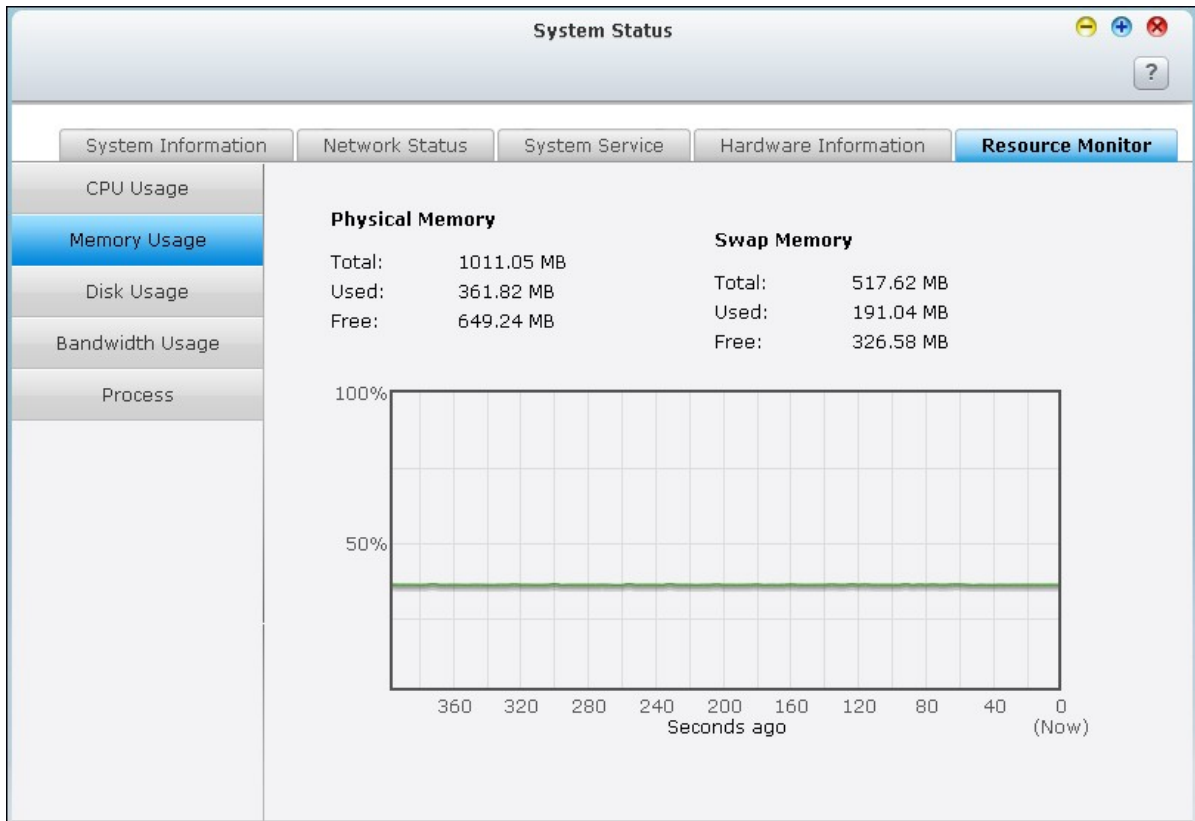 System Status
?
System Information Network Status System Service Hardware Information Resource Monitor
CPU Usage
Memory Usage
Disk Usage
Bandwidth Usage
Process
Physical Memory
Total: 1011.05 MB
Used: 361.82 MB
Free: 649.24 MB
Swap Memory
Total: 517.62 MB
Used: 191.04 MB
Free: 326.58 MB
100%
50%
360 320 280 240 200 160 120 80 40 0
Seconds ago (Now)